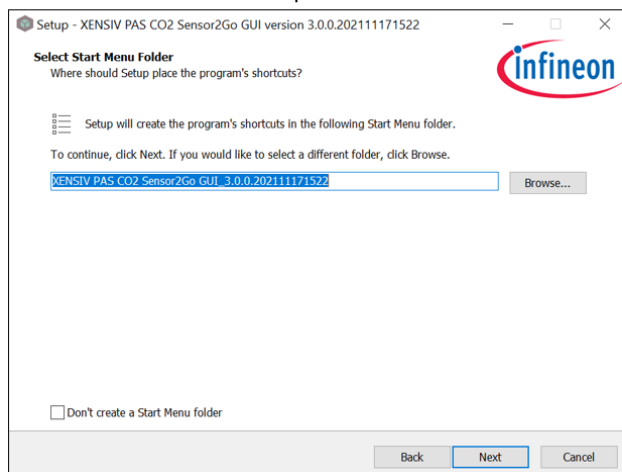 Setup - XENSIV PAS CO2 Sensor2Go GUI version 3.0.0.202111171522
Select Start Menu Folder
Where should Setup place the program's shortcuts?
infineon
Setup will create the program's shortcuts in the following Start Menu folder.
To continue, click Next. If you would like to select a different folder, click Browse.
XENSIV PAS CO2 Sensor2Go GUI_3.0.0.202111171522
Browse...
Don't create a Start Menu folder
Back
Next
Cancel